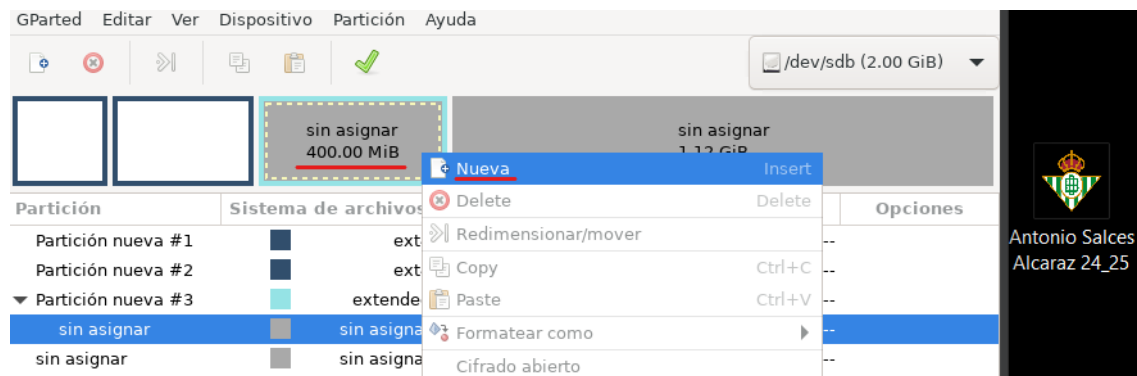 GParted Editar Ver Dispositivo Partición Ayuda
/dev/sdb (2.00 GiB)
sin asignar
400.00 MiB
sin asignar
1.12 GiB
Nueva Insert
Partición Sistema de archivos Opciones
Delete Delete
Partición nueva #1 ext --
Redimensionar/mover
Partición nueva #2 ext --
Copy Ctrl+C
Partición nueva #3 extende --
Paste Ctrl+V
sin asignar sin asigna --
Formatear como
sin asignar sin asigna --
Cifrado abierto
Antonio Salces
Alcaraz 24_25